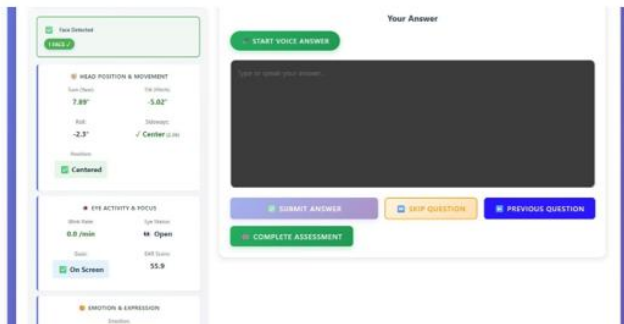 Face Detected
1 FACE ✓
HEAD POSITION & MOVEMENT
Turn (Yaw): Tilt (Pitch):
7.89° -5.02°
Roll: Sideways:
-2.3° ✓ Center
Position:
Centered
EYE ACTIVITY & FOCUS
Blink Rate: Eye Status:
0.0 /min Open
Gaze: EAR Score:
On Screen 55.9
EMOTION & EXPRESSION
Emotion:
Your Answer
START VOICE ANSWER
Type or speak your answer...
SUBMIT ANSWER SKIP QUESTION PREVIOUS QUESTION
COMPLETE ASSESSMENT